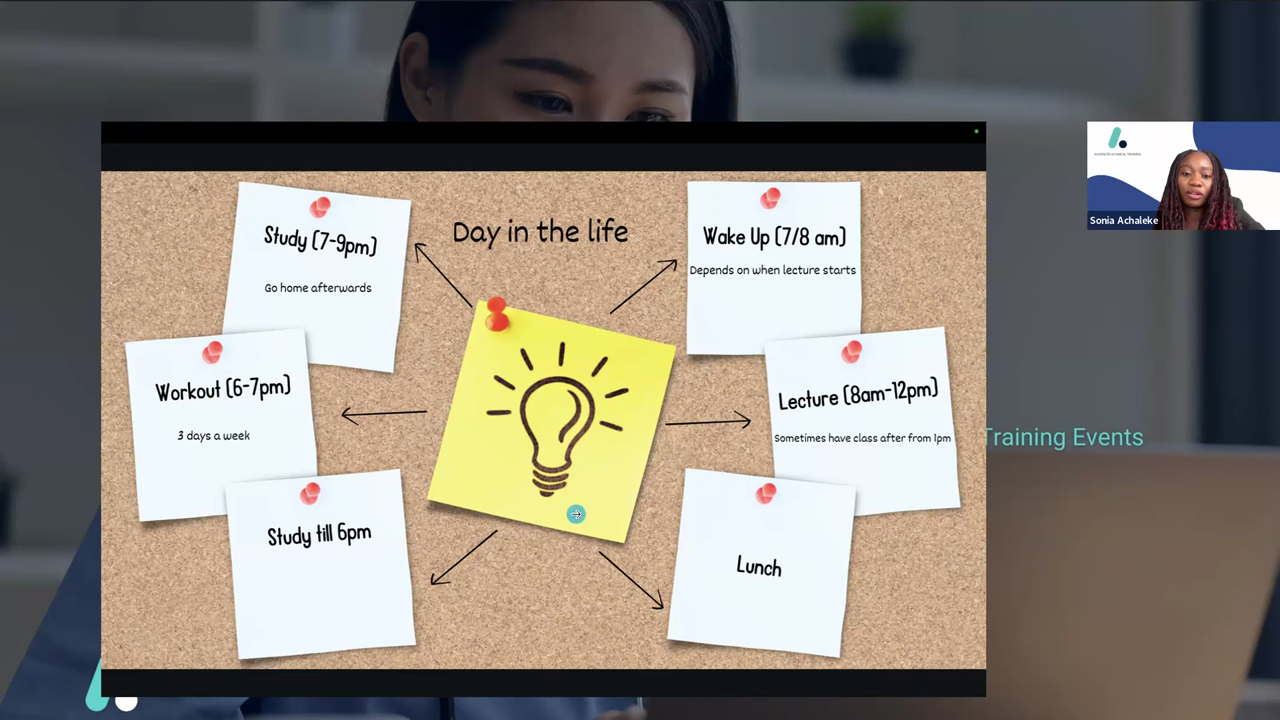 Day in the life
Wake Up (7/8 am)
Depends on when lecture starts
Lecture (8am-12pm)
Sometimes have class after from 1pm
Lunch
Study till 6pm
Workout (6-7pm)
3 days a week
Study (7-9pm)
Go home afterwards
Training Events
Sonia Achaleke